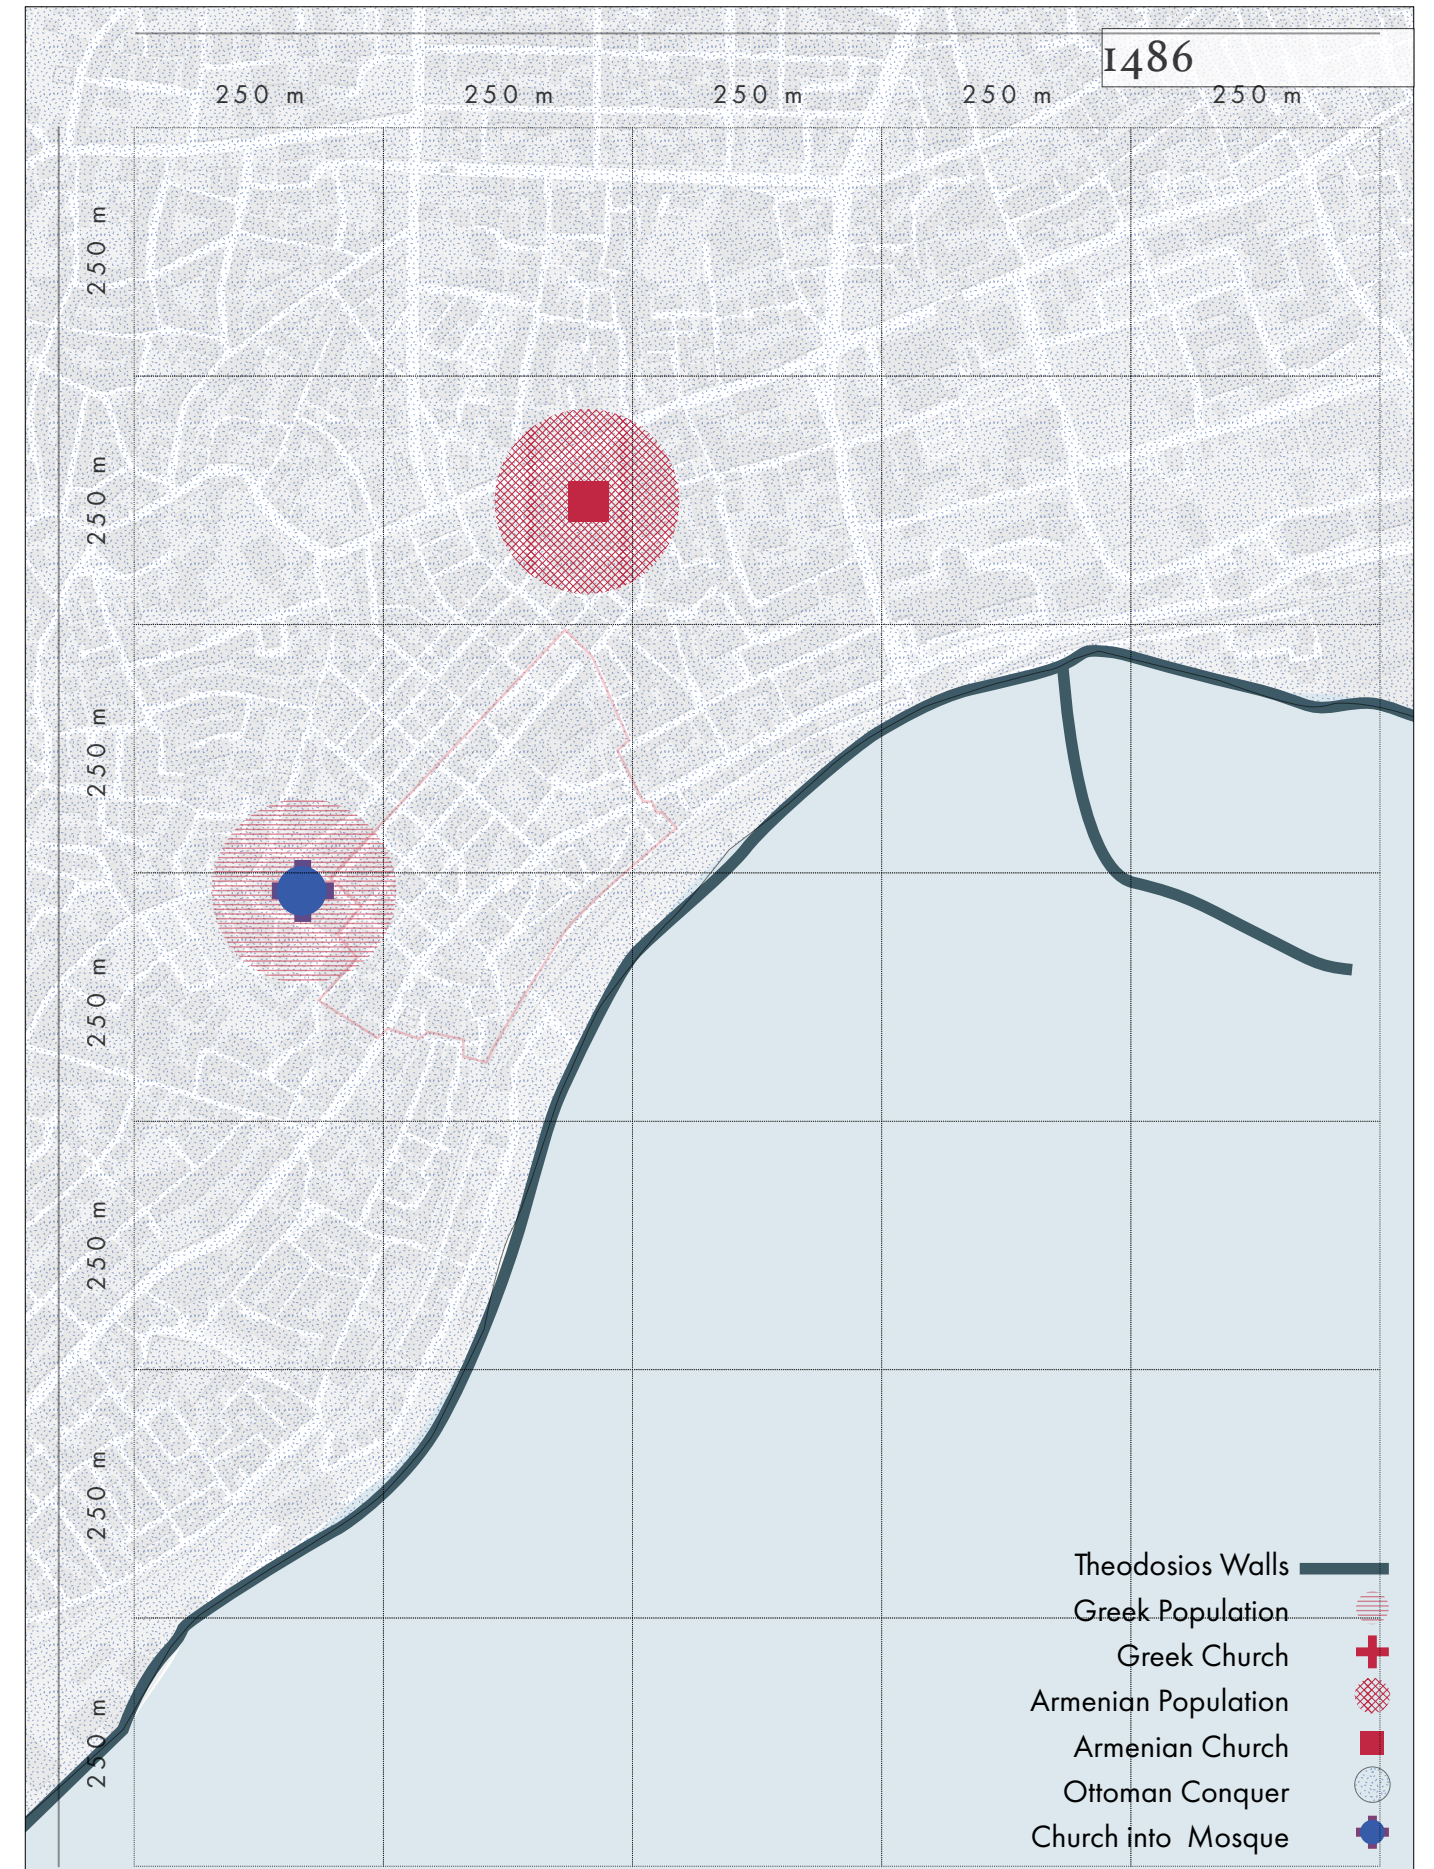 1486
250 m 250 m 250 m 250 m 250 m
250 m
250 m
250 m
250 m
250 m
250 m
250 m
Theodosios Walls
Greek Population
Greek Church
Armenian Population
Armenian Church
Ottoman Conquer
Church into Mosque